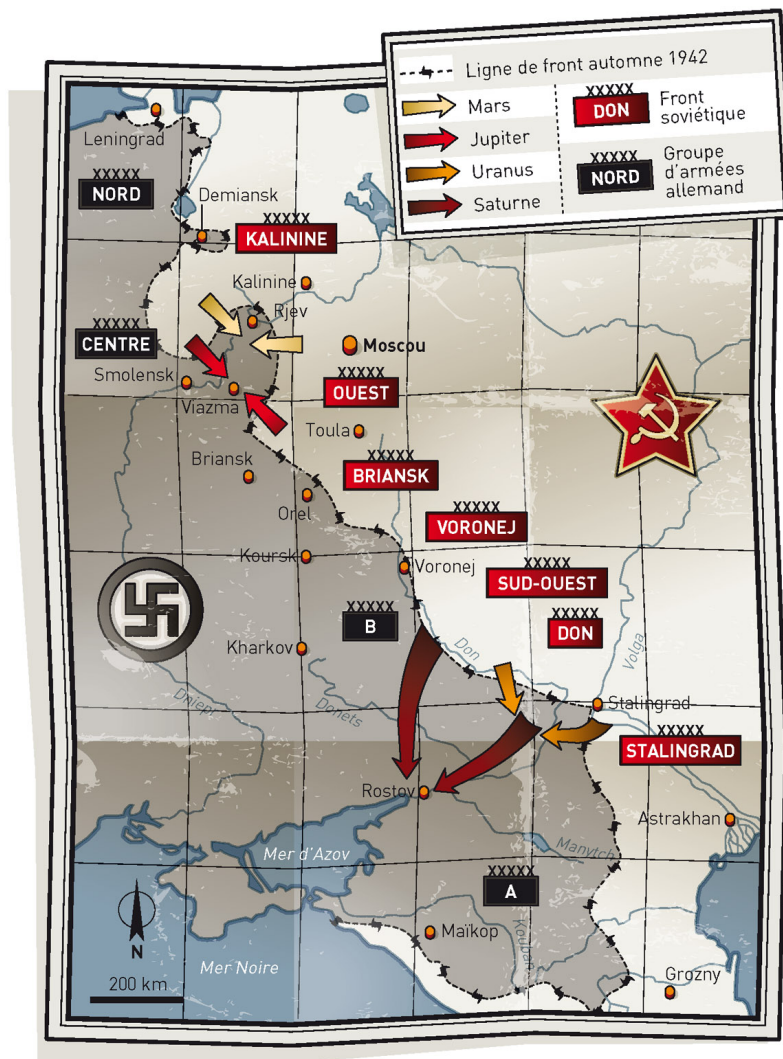 Ligne de front automne 1942
Mars
Jupiter
Uranus
Saturne
XXXXX
DON
Front
soviétique
XXXXX
NORD
Groupe
d'armées
allemand
Leningrad
XXXXX
NORD
Demiansk
XXXXX
KALININE
Kalinine
Rjev
XXXXX
CENTRE
Moscou
Smolensk
XXXXX
OUEST
Viazma
Toula
Briansk
XXXXX
BRIANSK
Orel
XXXXX
VORONEJ
Koursk
Voronej
XXXXX
SUD-OUEST
XXXXX
B
XXXXX
DON
Kharkov
Don
Volga
Dniepr
Donets
Stalingrad
XXXXX
STALINGRAD
Rostov
Astrakhan
Mer d'Azov
Manytch
XXXXX
A
Maïkop
Kouban
N
Mer Noire
Grozny
200 km